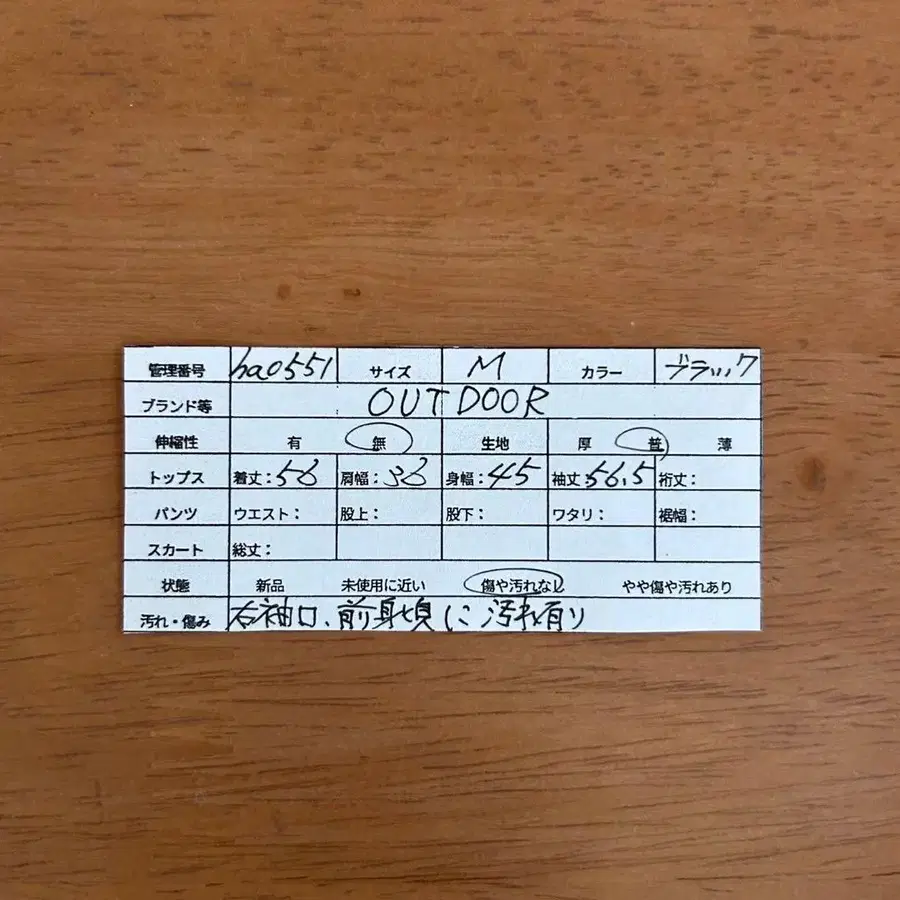 管理番号 ha0551 サイズ M カラー ブラック
ブランド等 OUTDOOR
伸縮性 有 無 生地 厚 普 薄
トップス 着丈:58 肩幅:38 身幅:45 袖丈:56.5 裄丈:
パンツ ウエスト: 股上: 股下: ワタリ: 裾幅:
スカート 総丈:
状態 新品 未使用に近い 傷や汚れなし やや傷や汚れあり
汚れ・傷み 右袖口、前身頃に汚れ有り